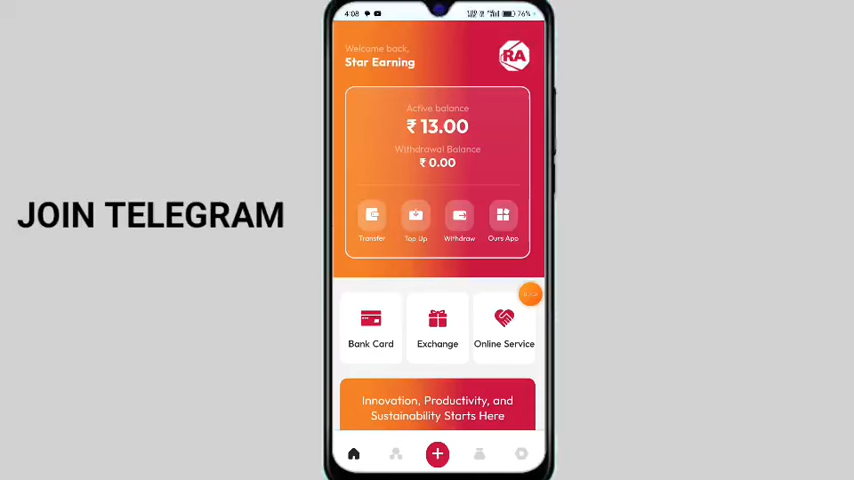 4:08
76%
Welcome back,
Star Earning
RA
Active balance
₹ 13.00
Withdrawal Balance
₹ 0.00
Transfer
Top Up
Withdraw
Ours App
JOIN TELEGRAM
Bank Card
Exchange
Online Service
Innovation, Productivity, and
Sustainability Starts Here